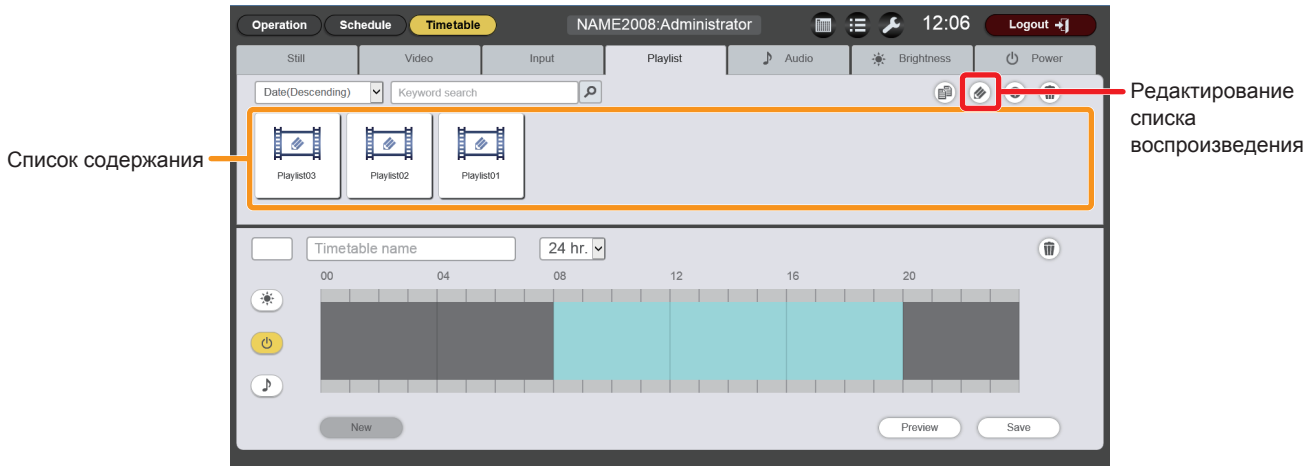 Operation Schedule Timetable NAME2008:Administrator 12:06 Logout
Still Video Input Playlist Audio Brightness Power
Date(Descending) Keyword search
Редактирование
списка
воспроизведения
Список содержания
Playlist03 Playlist02 Playlist01
Timetable name 24 hr.
00 04 08 12 16 20
New Preview Save